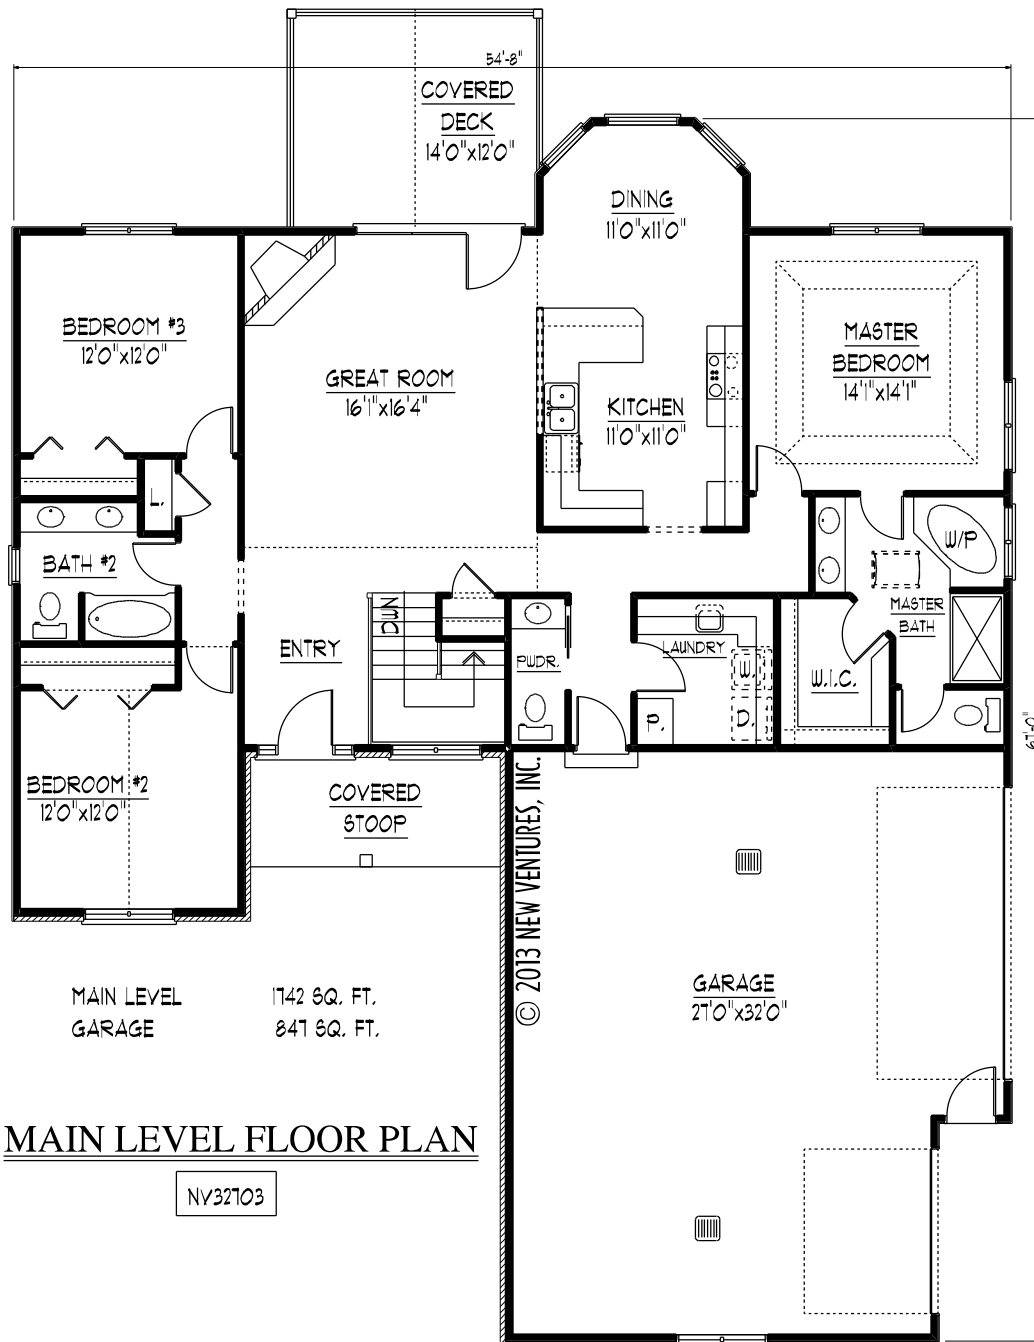 54'-8"
COVERED
DECK
14'0"x12'0"
DINING
11'0"x11'0"
BEDROOM #3
12'0"x12'0"
GREAT ROOM
16'1"x16'4"
MASTER
BEDROOM
14'1"x14'1"
KITCHEN
11'0"x11'0"
L.
BATH #2
W/P
MASTER
BATH
DWN
ENTRY
PWDR.
LAUNDRY
W.
W.I.C.
P.
D.
67'-0"
BEDROOM #2
12'0"x12'0"
COVERED
STOOP
© 2013 NEW VENTURES, INC.
GARAGE
27'0"x32'0"
MAIN LEVEL 1742 SQ. FT.
GARAGE 847 SQ. FT.
MAIN LEVEL FLOOR PLAN
NV32703